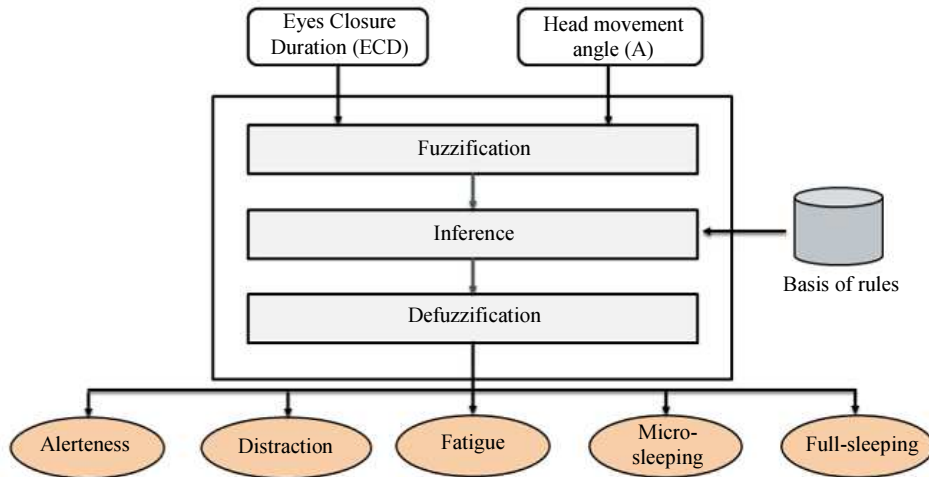 Eyes Closure
Duration (ECD)
Head movement
angle (A)
Fuzzification
Inference
Basis of rules
Defuzzification
Alerteness
Distraction
Fatigue
Micro-
sleeping
Full-sleeping